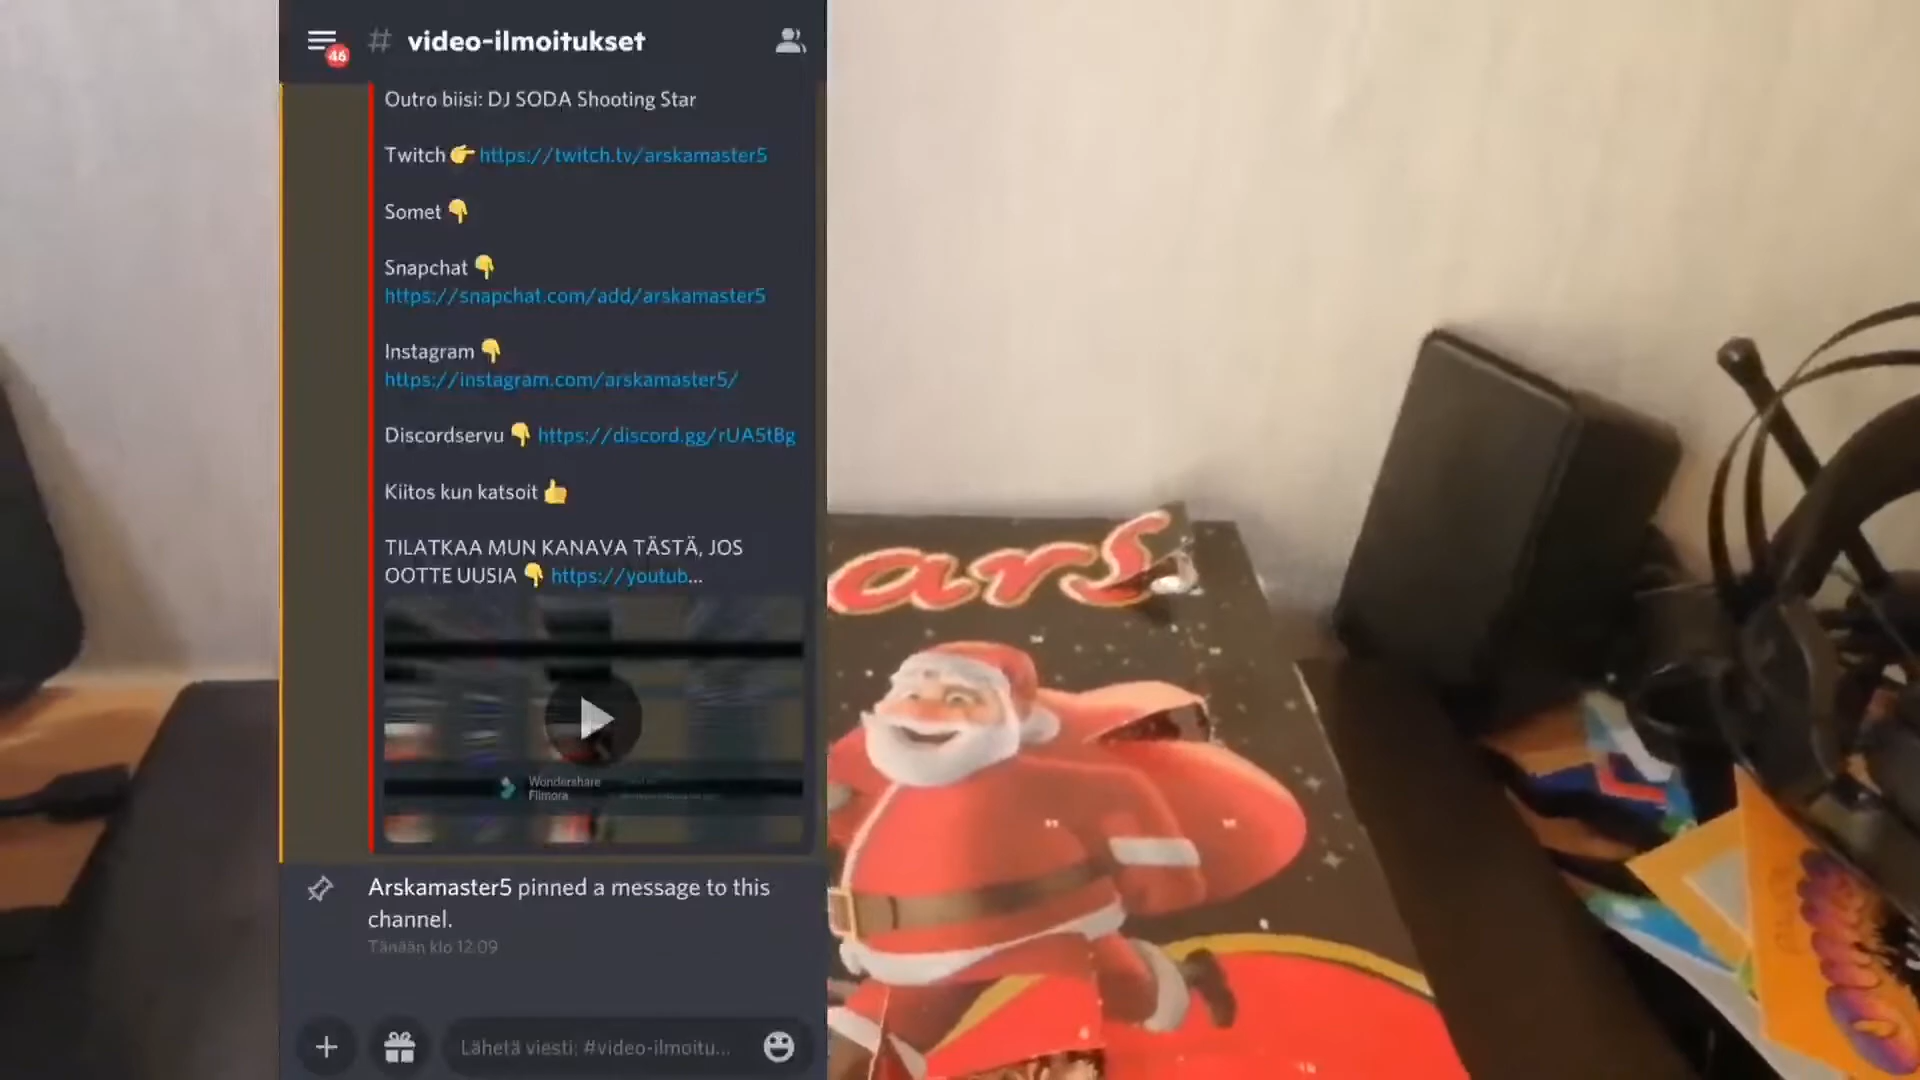 46
# video-ilmoitukset
Outro biisi: DJ SODA Shooting Star
Twitch 👉 https://twitch.tv/arskamaster5
Somet 👇
Snapchat 👇
https://snapchat.com/add/arskamaster5
Instagram 👇
https://instagram.com/arskamaster5/
Discordservu 👇 https://discord.gg/rUA5tBg
Kiitos kun katsoit 👍
TILATKAA MUN KANAVA TÄSTÄ, JOS
OOTTE UUSIA 👇 https://youtub...
Wondershare
Filmora
Arskamaster5 pinned a message to this
channel.
Tänään klo 12.09
Lähetä viesti: #video-ilmoitu...
ars